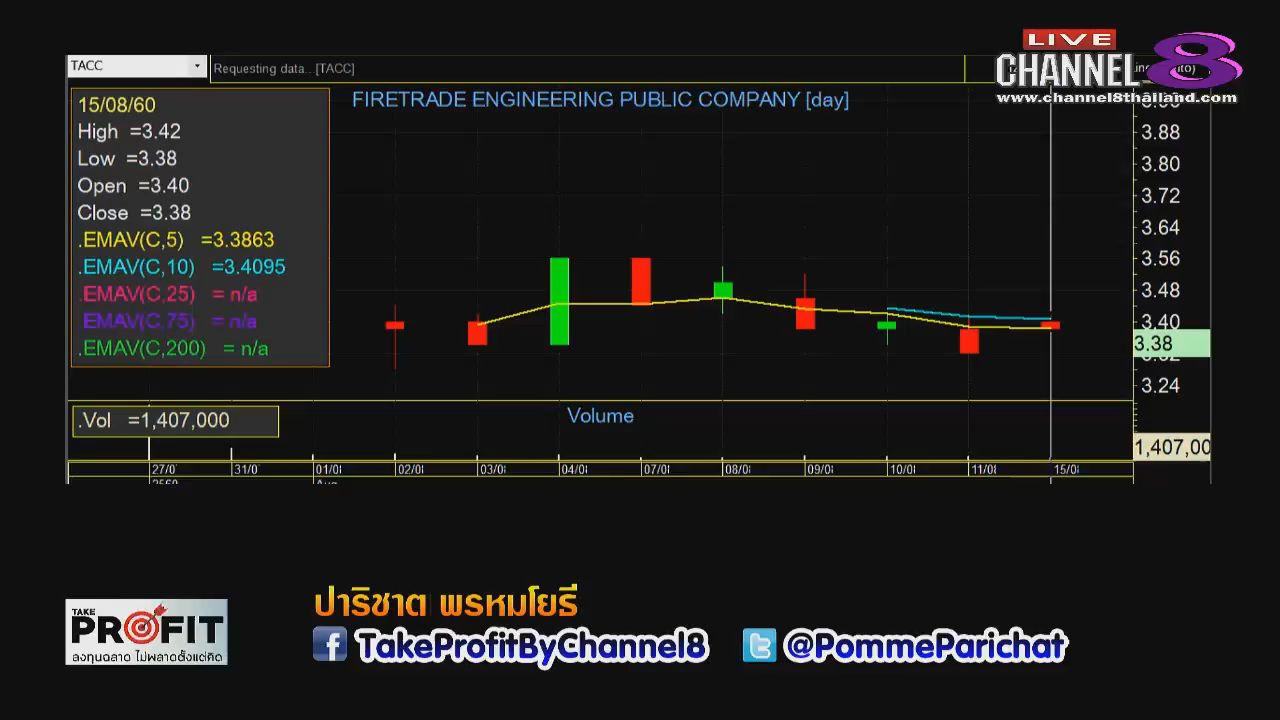 LIVE
CHANNEL 8
www.channel8thailand.com
TACC
Requesting data.. [TACC]
FIRETRADE ENGINEERING PUBLIC COMPANY [day]
15/08/60
High =3.42
Low =3.38
Open =3.40
Close =3.38
.EMAV(C,5) =3.3863
.EMAV(C,10) =3.4095
.EMAV(C,25) = n/a
.EMAV(C,75) = n/a
.EMAV(C,200) = n/a
3.88
3.80
3.72
3.64
3.56
3.48
3.40
3.38
3.24
.Vol =1,407,000
Volume
1,407,00
27/0 31/0 01/0 02/0 03/0 04/0 07/0 08/0 09/0 10/0 11/0 15/0
2560 Aug
TAKE
PROFIT
ลงทุนฉลาด ไม่พลาดตั้งแต่คิด
ปาริชาต พรหมโยธี
TakeProfitByChannel8
@PommeParichat